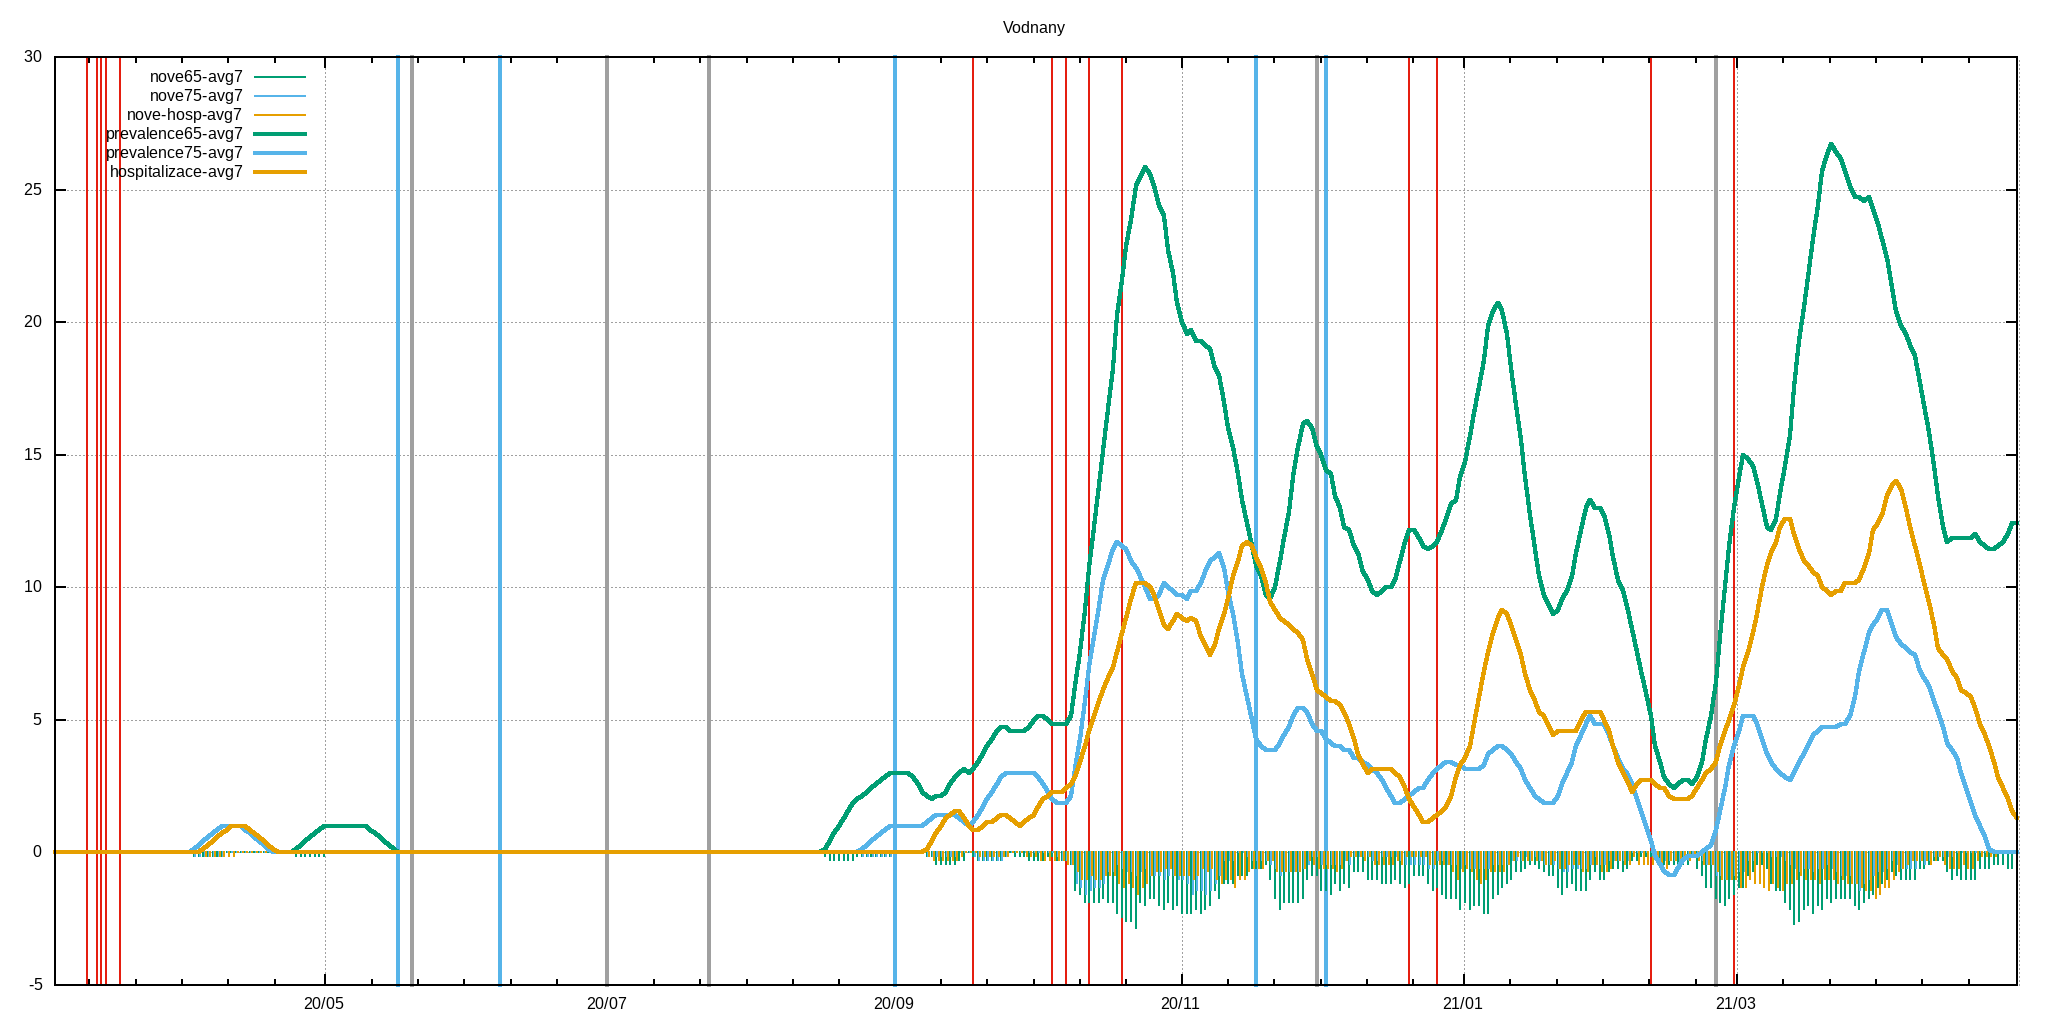 Vodnany
30
nove65-avg7
nove75-avg7
nove-hosp-avg7
prevalence65-avg7
prevalence75-avg7
hospitalizace-avg7
25
20
15
10
5
0
-5
20/05 20/07 20/09 20/11 21/01 21/03